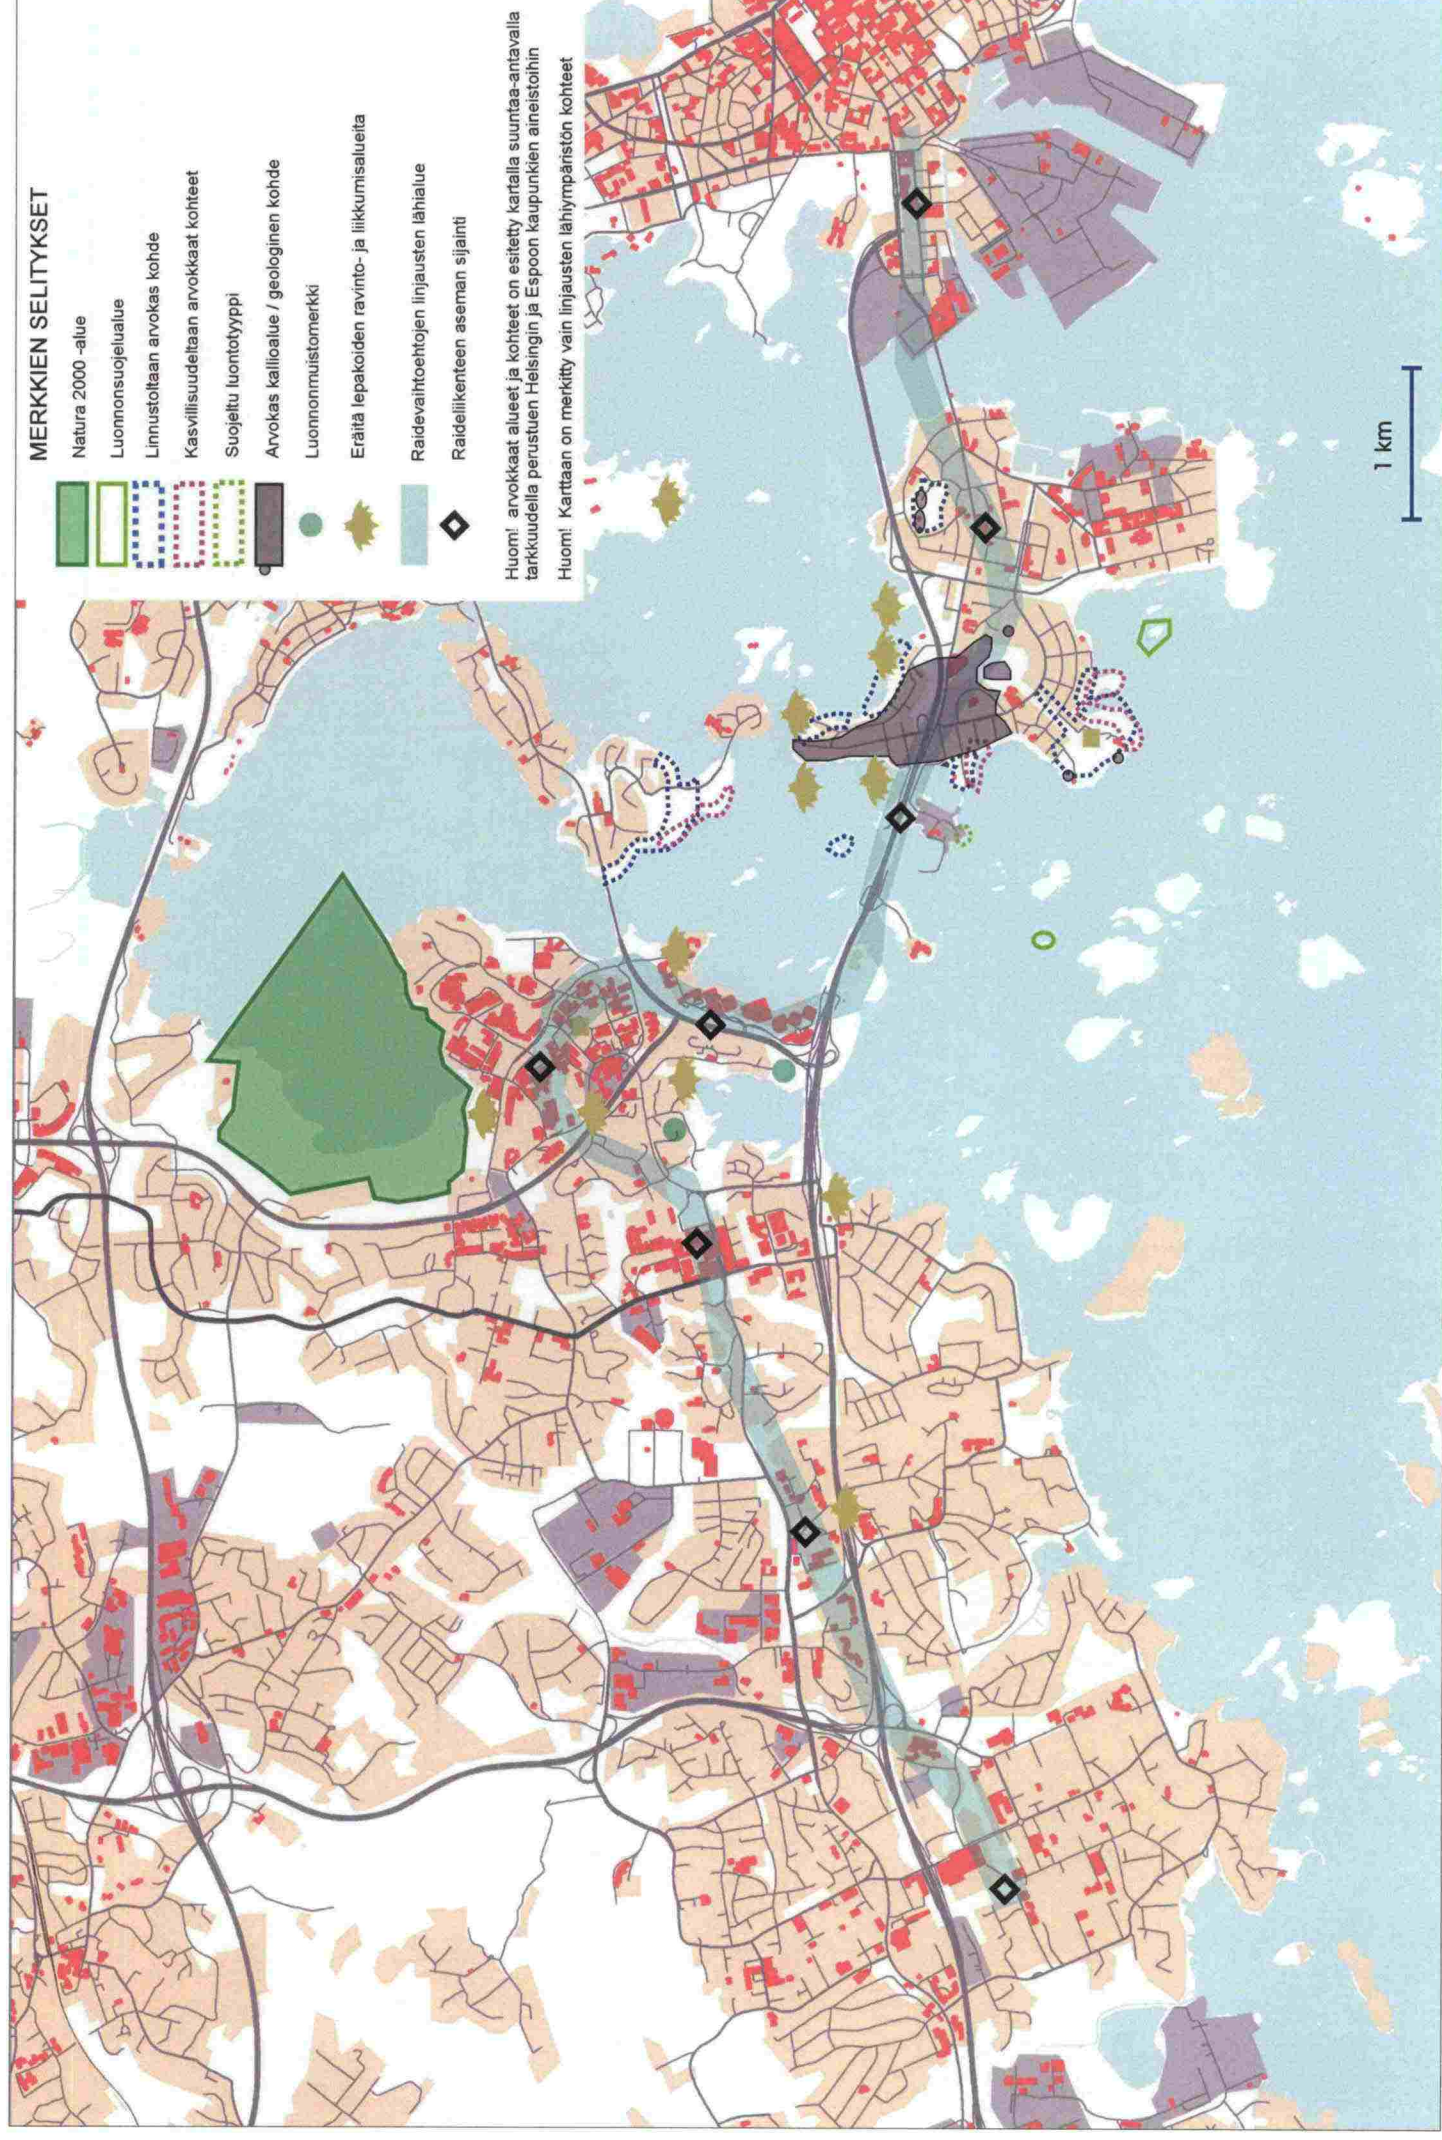 MERKKIEN SELITYKSET
Natura 2000 -alue
Luonnonsuojelualue
Linnustoltaan arvokas kohde
Kasvillisuudeltaan arvokkaat kohteet
Suojeltu luontotyyppi
Arvokas kallioalue / geologinen kohde
Luonnonmuistomerkki
Eräitä lepakoiden ravinto- ja liikkumisalueita
Raidevaihtoehtojen linjausten lähialue
Raideliikenteen aseman sijainti
Huom! arvokkaat alueet ja kohteet on esitetty kartalla suuntaa-antavalla
tarkkuudella perustuen Helsingin ja Espoon kaupunkien aineistoihin
Huom! Karttaan on merkitty vain linjausten lähiympäristön kohteet
1 km